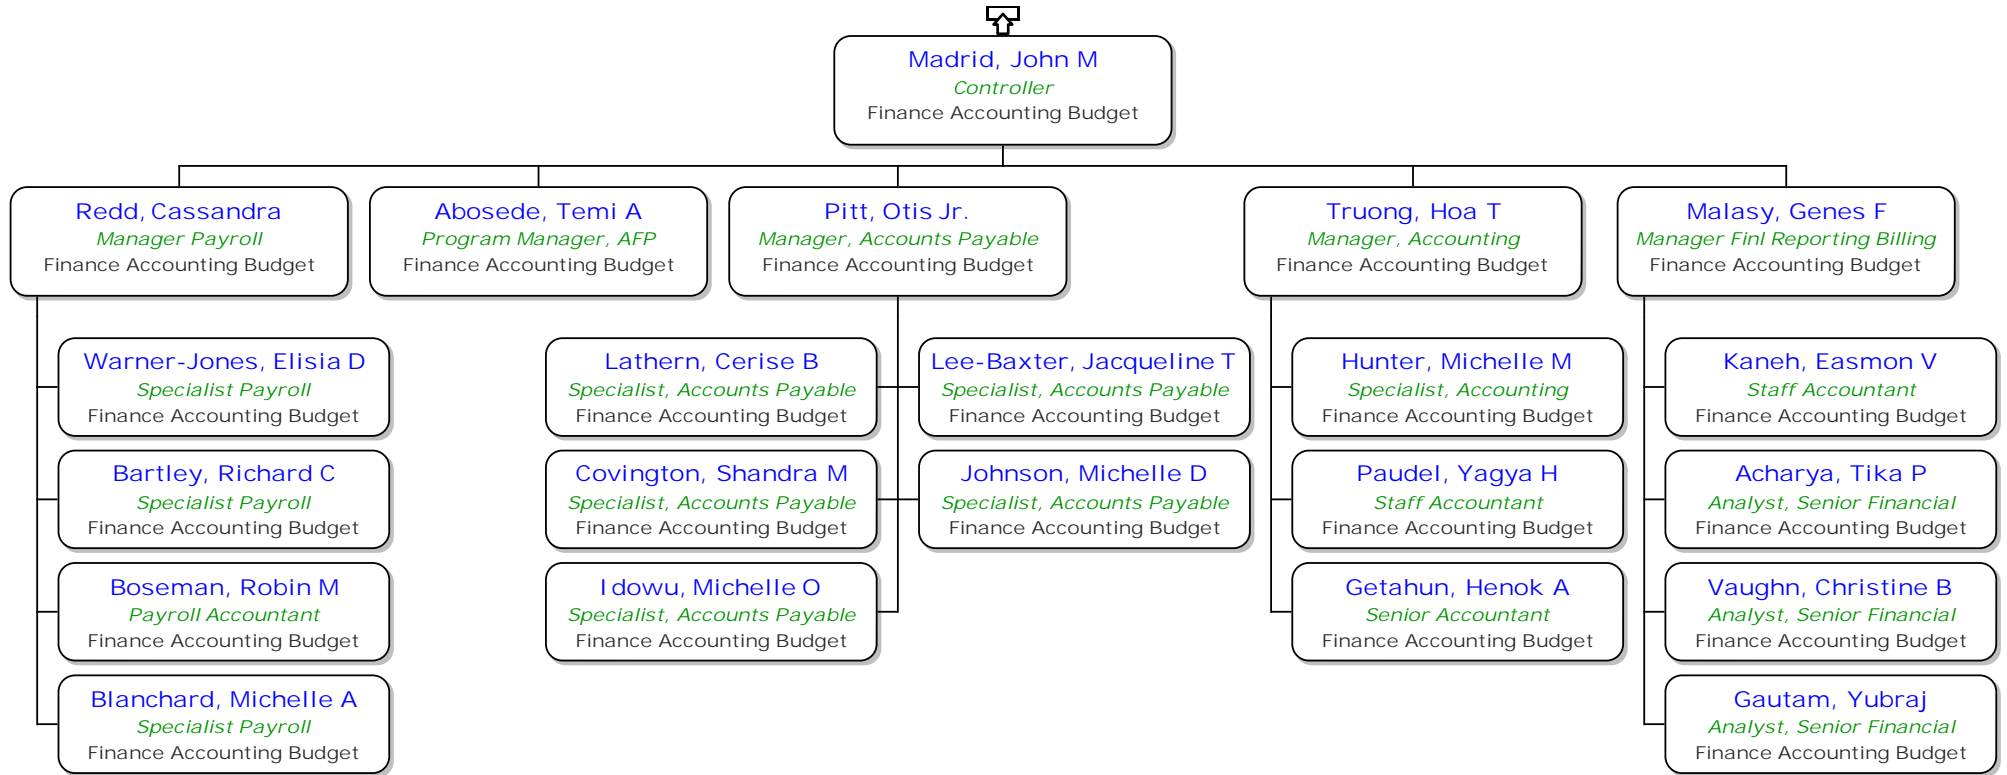 Madrid, John M
Controller
Finance Accounting Budget
Redd, Cassandra
Manager Payroll
Finance Accounting Budget
Abosede, Temi A
Program Manager, AFP
Finance Accounting Budget
Pitt, Otis Jr.
Manager, Accounts Payable
Finance Accounting Budget
Truong, Hoa T
Manager, Accounting
Finance Accounting Budget
Malasy, Genes F
Manager Finl Reporting Billing
Finance Accounting Budget
Warner-Jones, Elisia D
Specialist Payroll
Finance Accounting Budget
Bartley, Richard C
Specialist Payroll
Finance Accounting Budget
Boseman, Robin M
Payroll Accountant
Finance Accounting Budget
Blanchard, Michelle A
Specialist Payroll
Finance Accounting Budget
Lathern, Cerise B
Specialist, Accounts Payable
Finance Accounting Budget
Lee-Baxter, Jacqueline T
Specialist, Accounts Payable
Finance Accounting Budget
Covington, Shandra M
Specialist, Accounts Payable
Finance Accounting Budget
Johnson, Michelle D
Specialist, Accounts Payable
Finance Accounting Budget
Idowu, Michelle O
Specialist, Accounts Payable
Finance Accounting Budget
Hunter, Michelle M
Specialist, Accounting
Finance Accounting Budget
Paudel, Yagya H
Staff Accountant
Finance Accounting Budget
Getahun, Henok A
Senior Accountant
Finance Accounting Budget
Kaneh, Easmon V
Staff Accountant
Finance Accounting Budget
Acharya, Tika P
Analyst, Senior Financial
Finance Accounting Budget
Vaughn, Christine B
Analyst, Senior Financial
Finance Accounting Budget
Gautam, Yubraj
Analyst, Senior Financial
Finance Accounting Budget